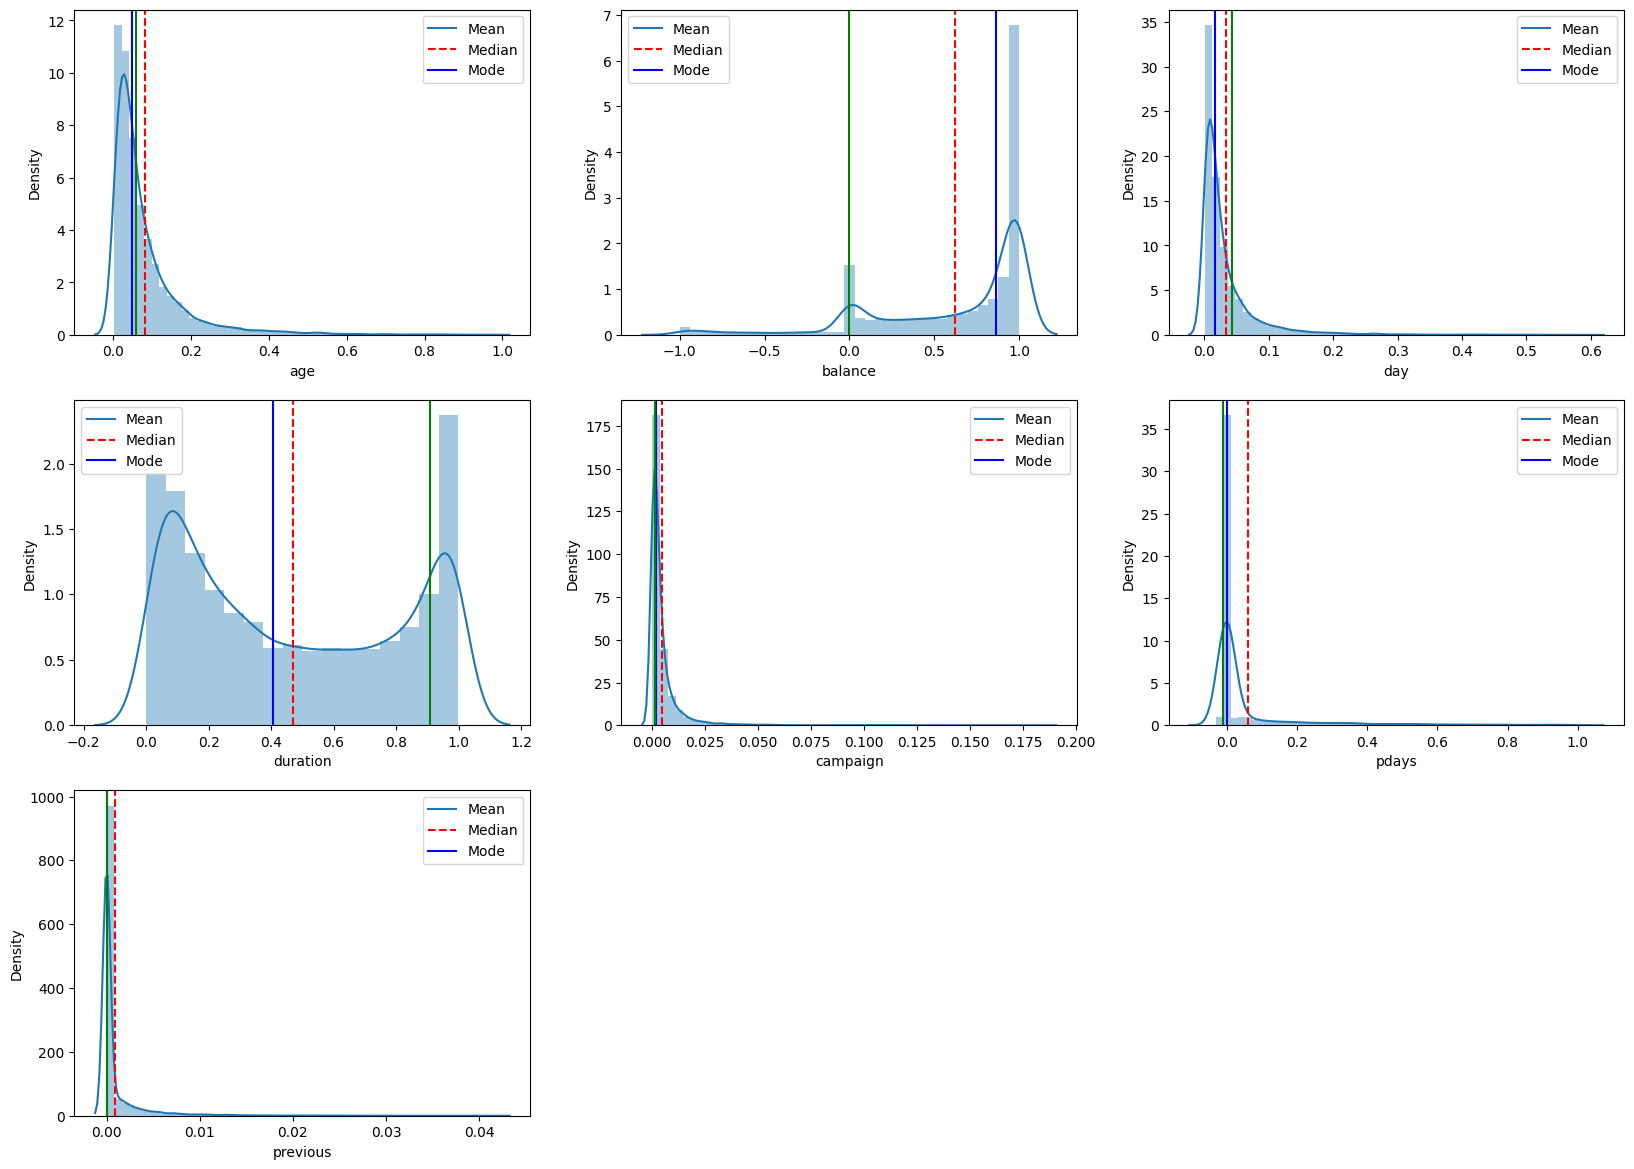 12
10
8
6
4
2
0
Density
Mean
Median
Mode
0.0 0.2 0.4 0.6 0.8 1.0
age
7
6
5
4
3
2
1
0
Density
Mean
Median
Mode
−1.0 −0.5 0.0 0.5 1.0
balance
35
30
25
20
15
10
5
0
Density
Mean
Median
Mode
0.0 0.1 0.2 0.3 0.4 0.5 0.6
day
2.0
1.5
1.0
0.5
0.0
Density
Mean
Median
Mode
−0.2 0.0 0.2 0.4 0.6 0.8 1.0 1.2
duration
175
150
125
100
75
50
25
0
Density
Mean
Median
Mode
0.000 0.025 0.050 0.075 0.100 0.125 0.150 0.175 0.200
campaign
35
30
25
20
15
10
5
0
Density
Mean
Median
Mode
0.0 0.2 0.4 0.6 0.8 1.0
pdays
1000
800
600
400
200
0
Density
Mean
Median
Mode
0.00 0.01 0.02 0.03 0.04
previous